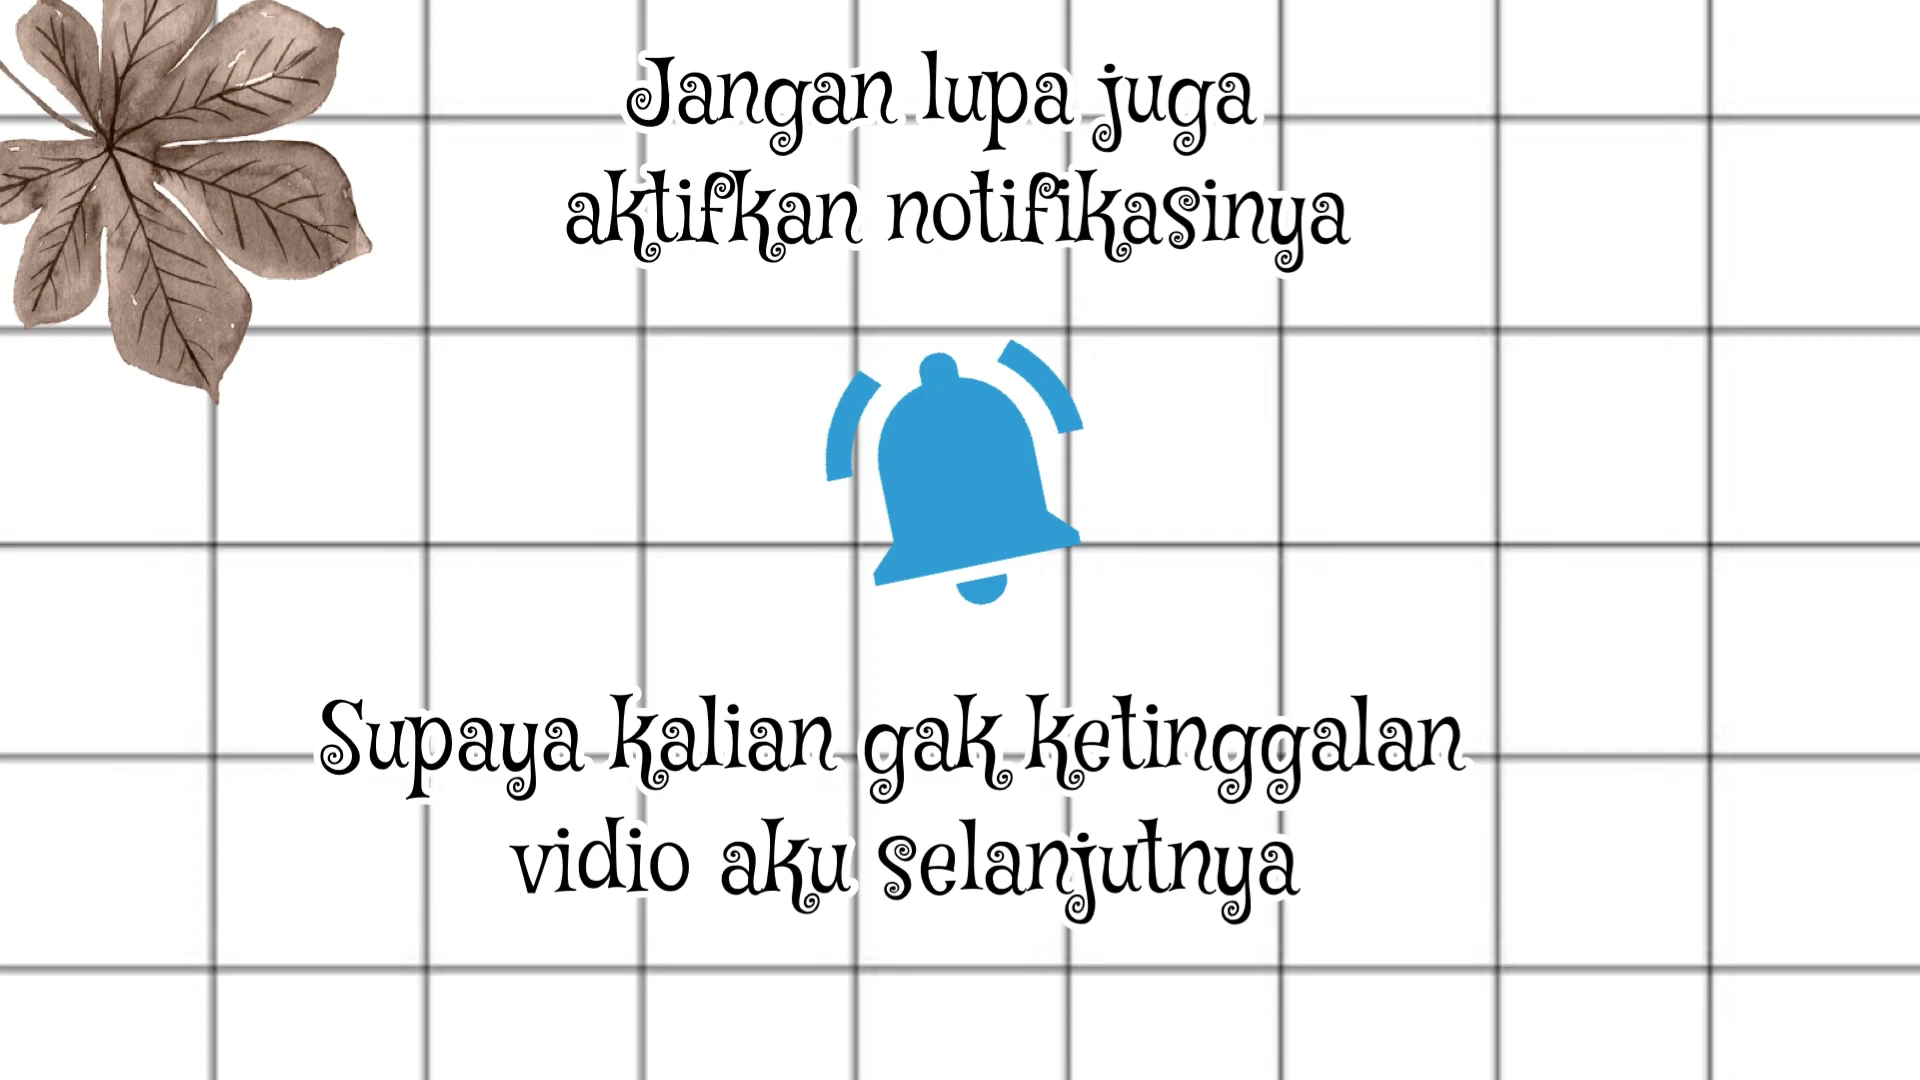 Jangan lupa juga
aktifkan notifikasinya
Supaya kalian gak ketinggalan
vidio aku selanjutnya